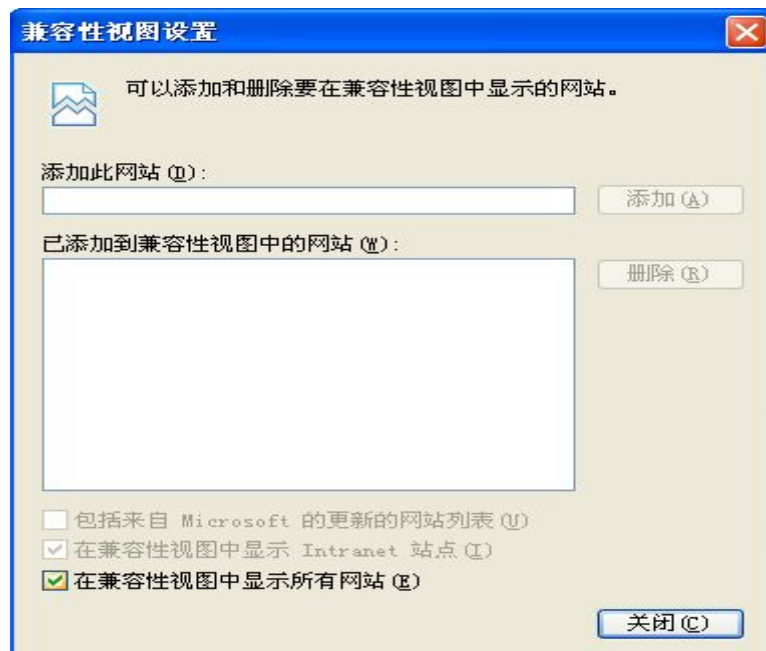 兼容性视图设置
可以添加和删除要在兼容性视图中显示的网站。
添加此网站(D):
添加(A)
已添加到兼容性视图中的网站(W):
删除(R)
包括来自 Microsoft 的更新的网站列表(U)
在兼容性视图中显示 Intranet 站点(I)
在兼容性视图中显示所有网站(E)
关闭(C)